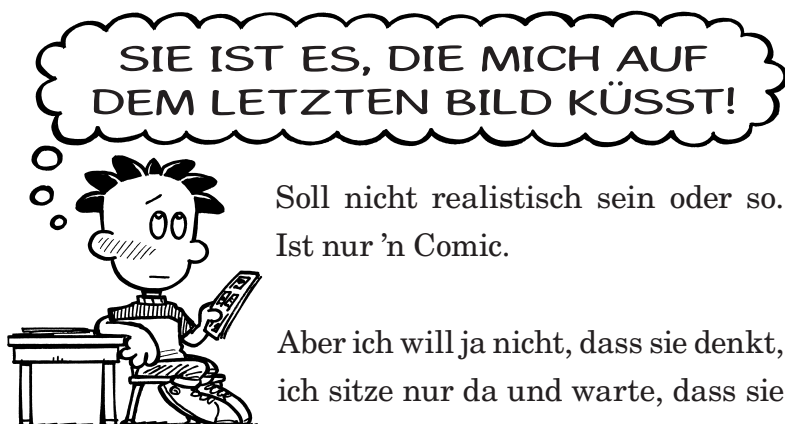 SIE IST ES, DIE MICH AUF
DEM LETZTEN BILD KÜSST!
Soll nicht realistisch sein oder so.
Ist nur ’n Comic.
Aber ich will ja nicht, dass sie denkt,
ich sitze nur da und warte, dass sie